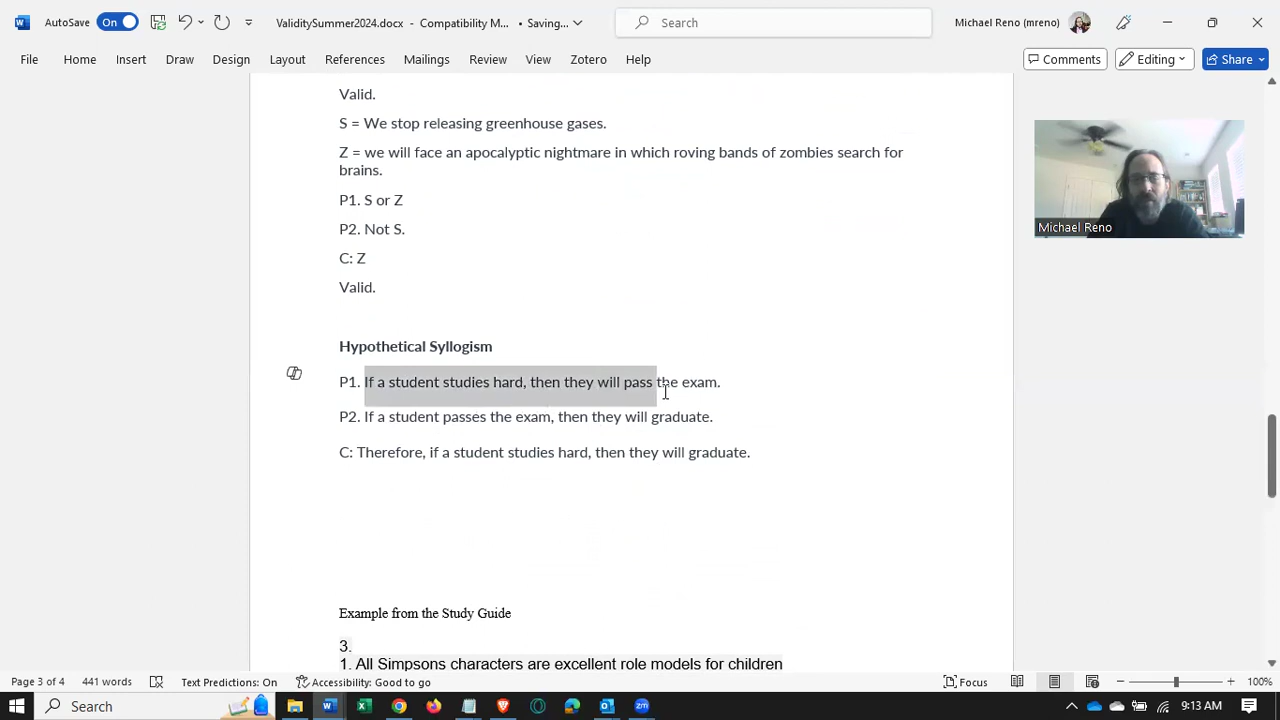 AutoSave
On
ValiditySummer2024.docx - Compatibility M... • Saving...
Search
Michael Reno (mreno)
File Home Insert Draw Design Layout References Mailings Review View Zotero Help
Comments
Editing
Share
Valid.
S = We stop releasing greenhouse gases.
Z = we will face an apocalyptic nightmare in which roving bands of zombies search for
brains.
P1. S or Z
P2. Not S.
C: Z
Valid.
Michael Reno
Hypothetical Syllogism
P1. If a student studies hard, then they will pass the exam.
P2. If a student passes the exam, then they will graduate.
C: Therefore, if a student studies hard, then they will graduate.
Example from the Study Guide
3.
1. All Simpsons characters are excellent role models for children
Page 3 of 4 441 words Text Predictions: On Accessibility: Good to go Focus 100%
Search
9:13 AM